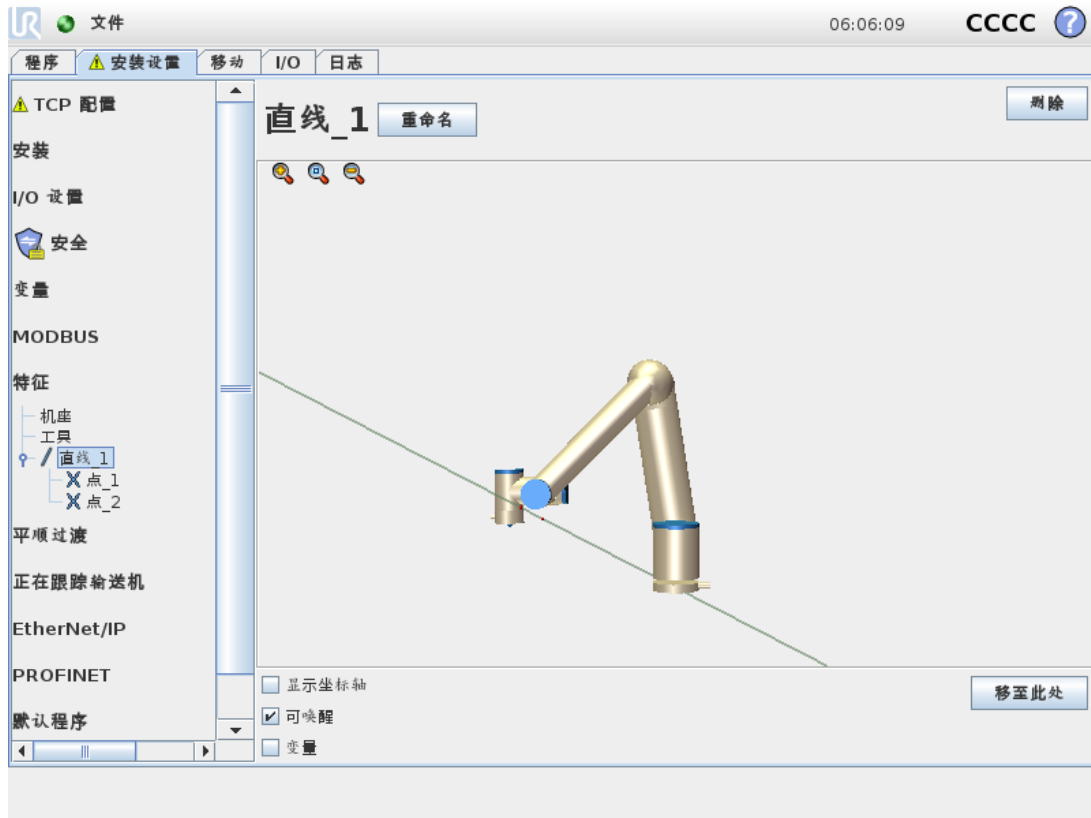 UR 文件 06:06:09 CCCC ?
程序 安装设置 移动 I/O 日志
TCP 配置
安装
I/O 设置
安全
变量
MODBUS
特征
机座
工具
直线_1
点_1
点_2
平顺过渡
正在跟踪输送机
EtherNet/IP
PROFINET
默认程序
直线_1 重命名 删除
显示坐标轴
可唤醒
变量
移至此处